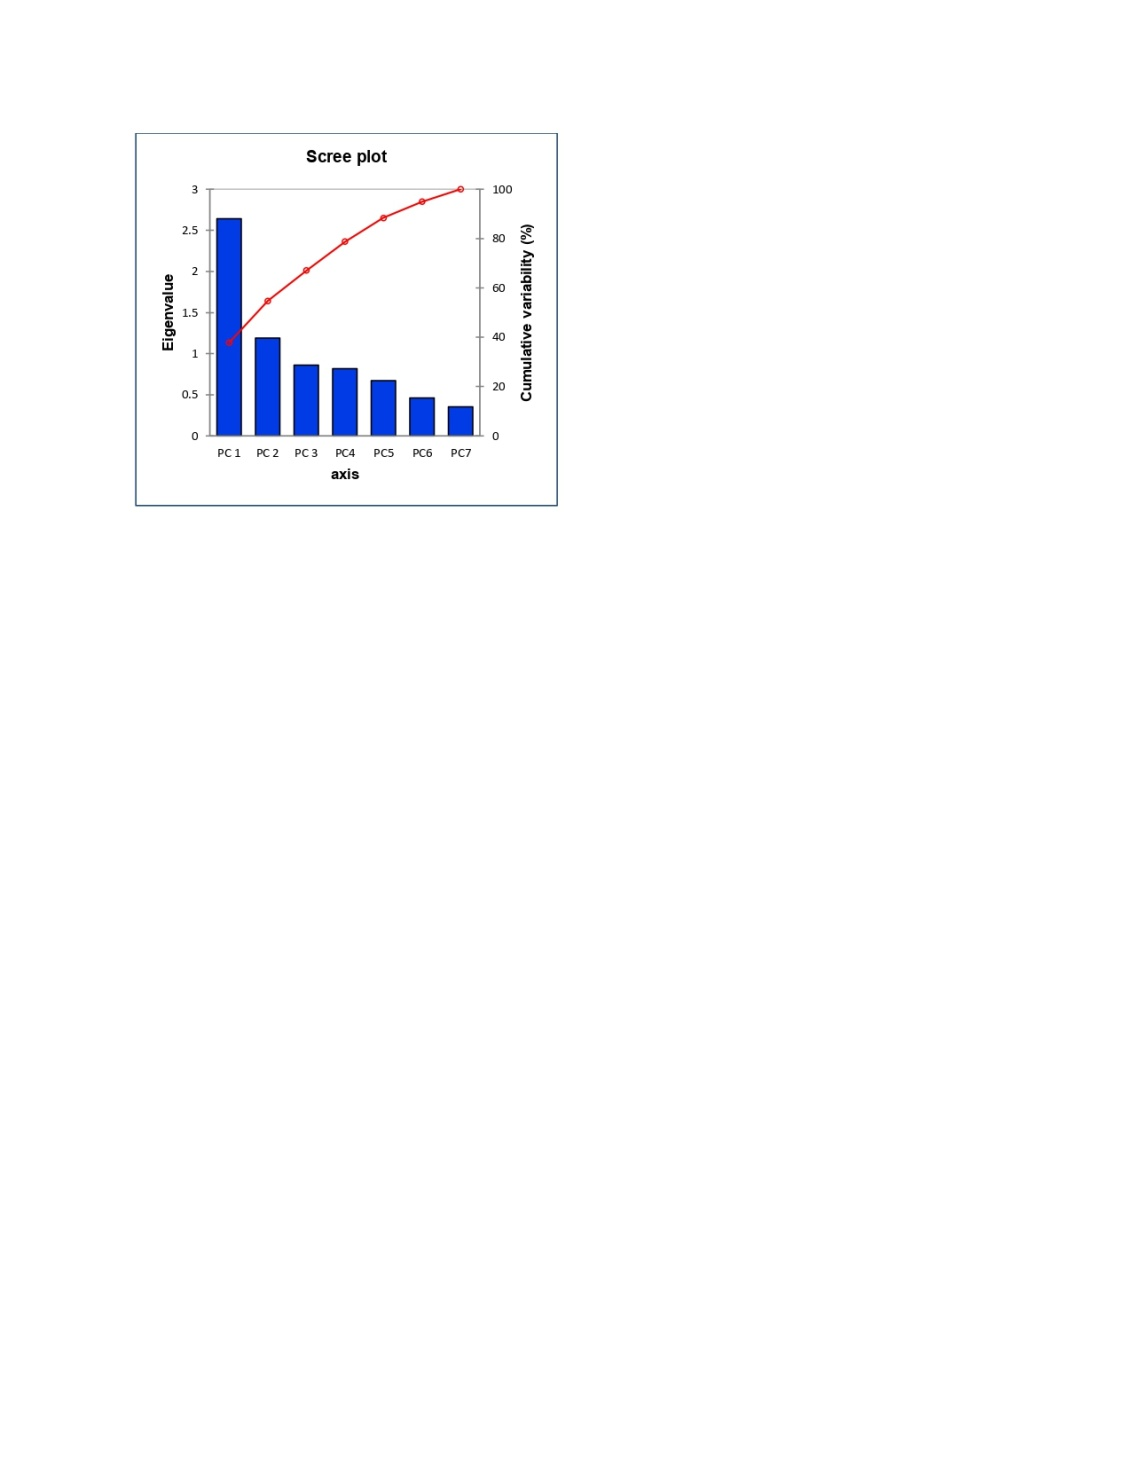 Scree plot
3
2.5
2
1.5
1
0.5
0
Eigenvalue
100
80
60
40
20
0
Cumulative variability (%)
PC 1 PC 2 PC 3 PC4 PC5 PC6 PC7
axis